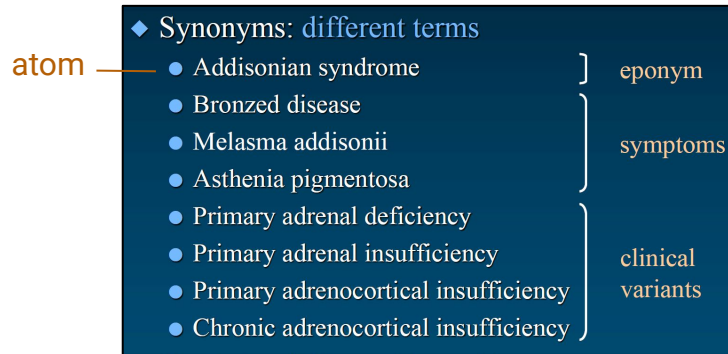 Synonyms: different terms
atom
Addisonian syndrome
eponym
Bronzed disease
Melasma addisonii
symptoms
Asthenia pigmentosa
Primary adrenal deficiency
Primary adrenal insufficiency
clinical
Primary adrenocortical insufficiency
variants
Chronic adrenocortical insufficiency